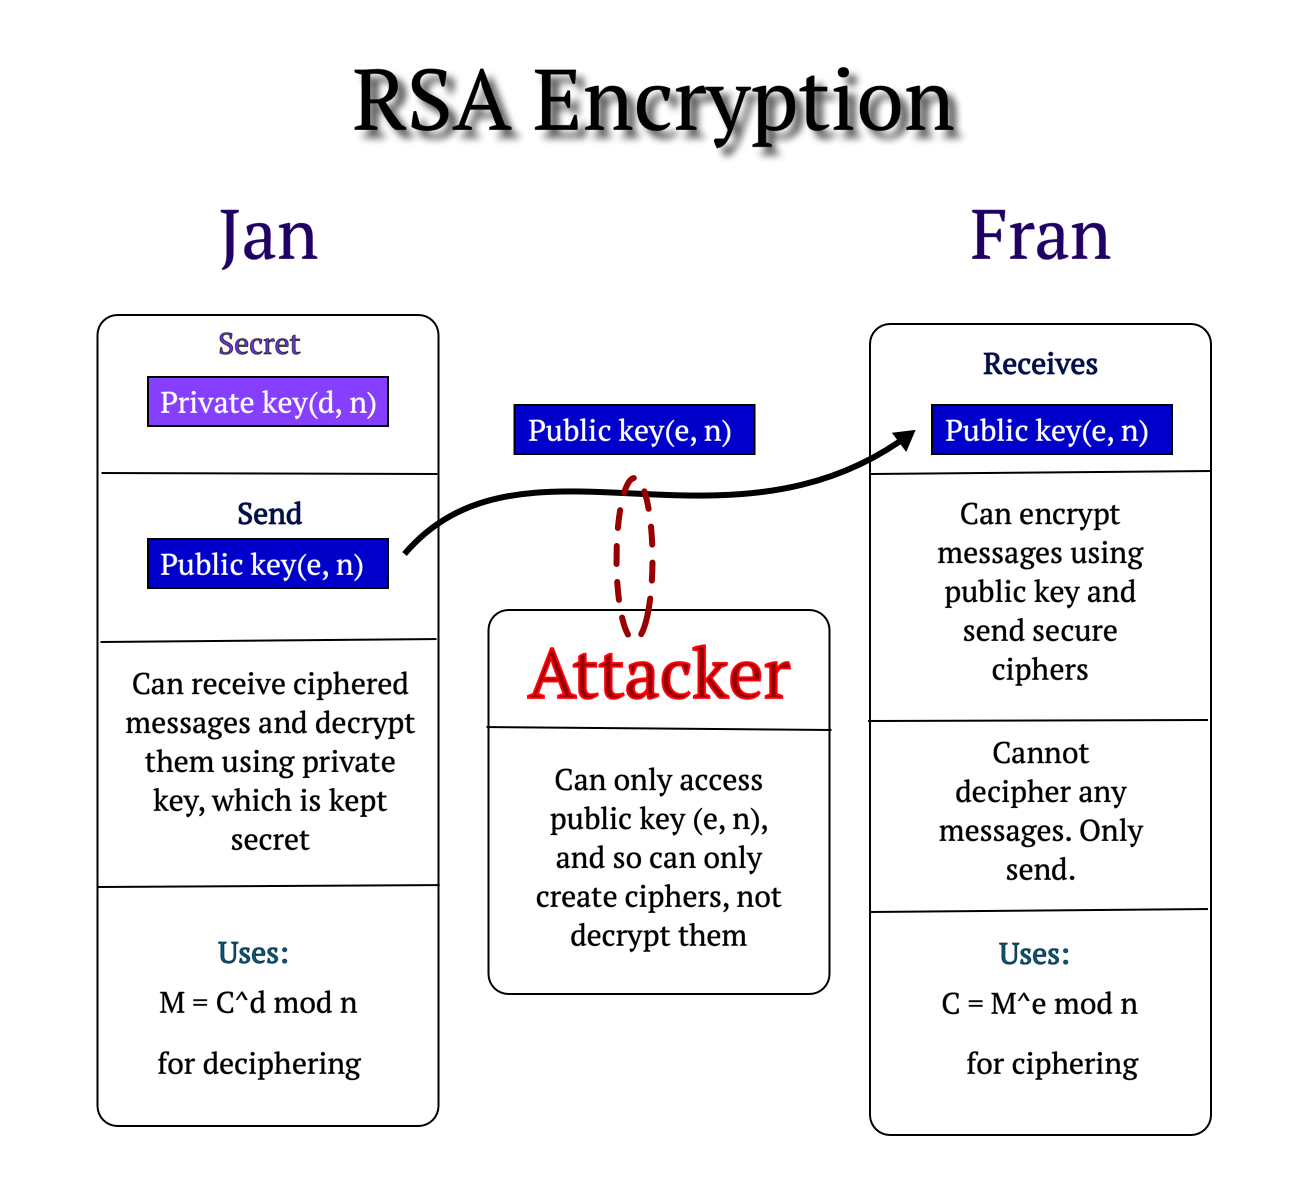 RSA Encryption
Jan
Fran
Secret
Private key(d, n)
Send
Public key(e, n)
Can receive ciphered
messages and decrypt
them using private
key, which is kept
secret
Uses:
M = C^d mod n
for deciphering
Public key(e, n)
Attacker
Can only access
public key (e, n),
and so can only
create ciphers, not
decrypt them
Receives
Public key(e, n)
Can encrypt
messages using
public key and
send secure
ciphers
Cannot
decipher any
messages. Only
send.
Uses:
C = M^e mod n
for ciphering